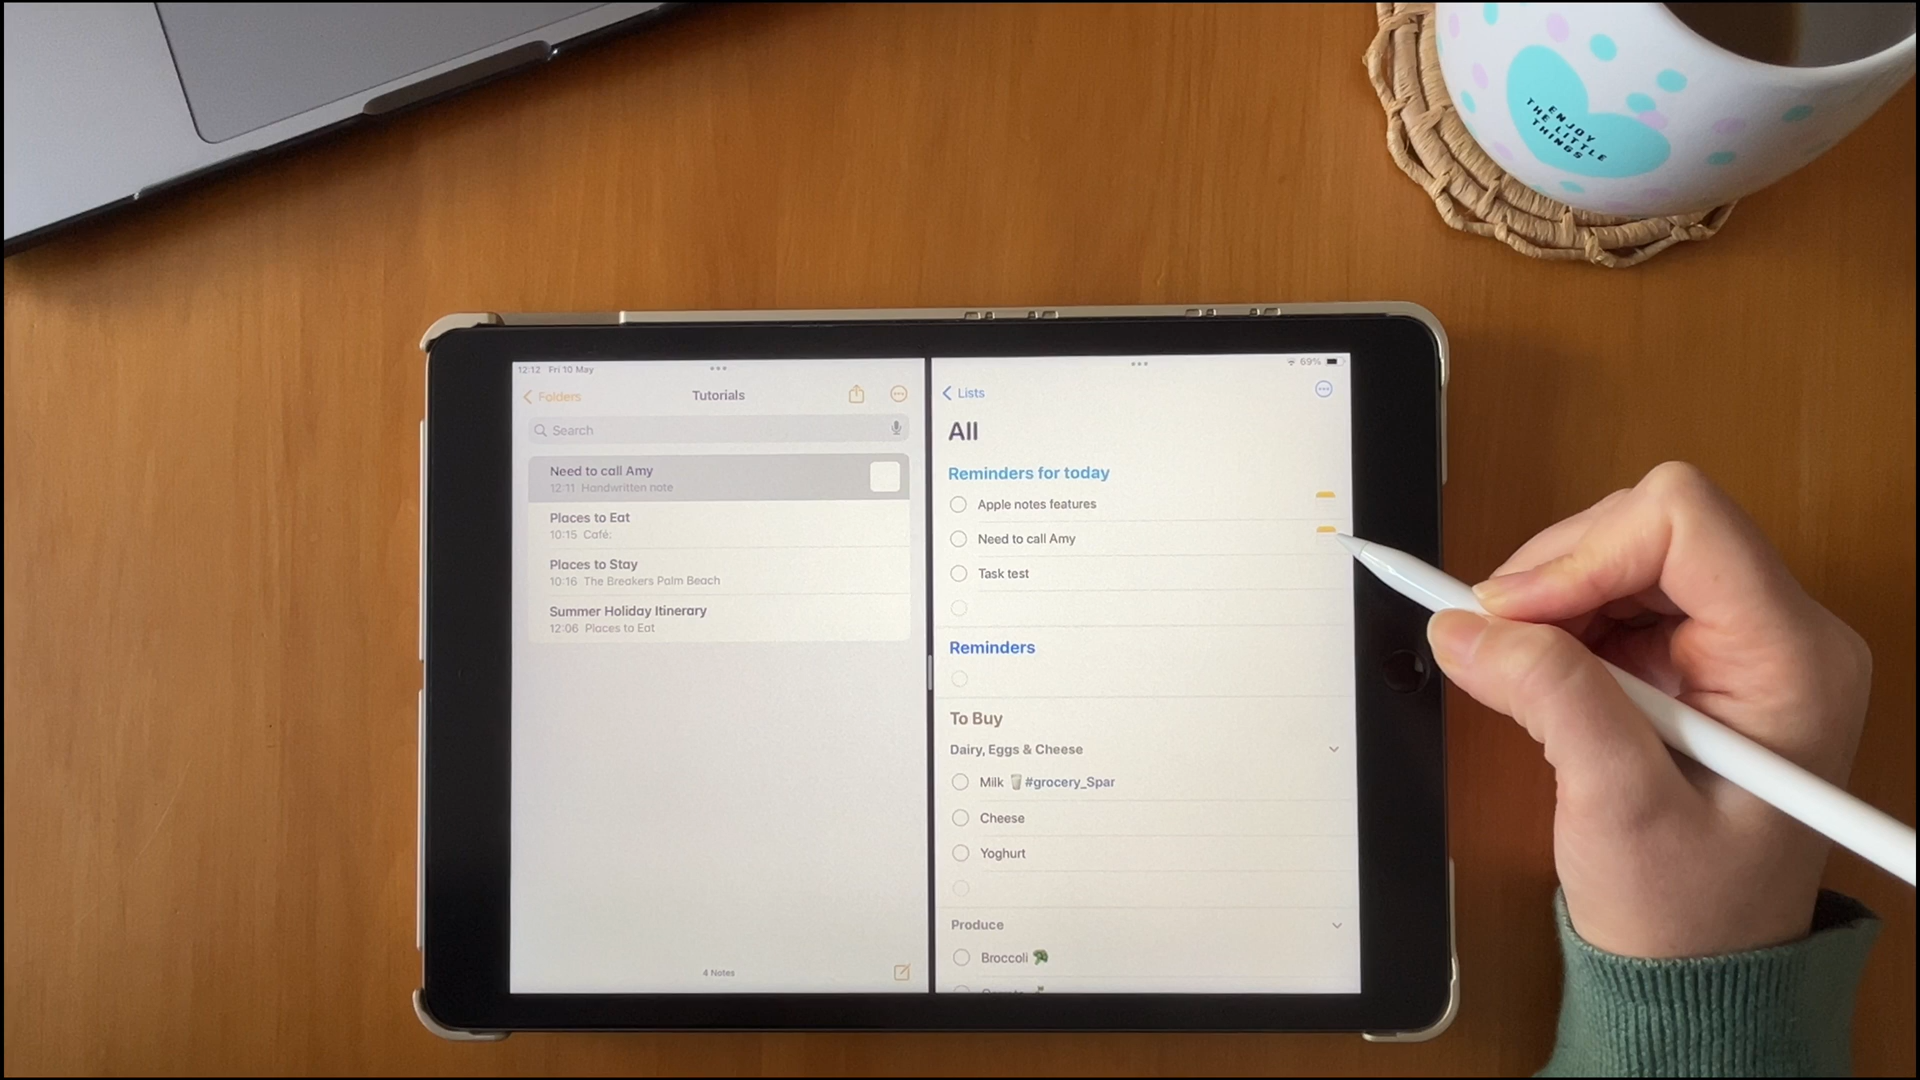 ENJOY
THE LITTLE
THINGS
12:12 Fri 10 May
Folders
Tutorials
Search
Need to call Amy
12:11 Handwritten note
Places to Eat
10:15 Café:
Places to Stay
10:16 The Breakers Palm Beach
Summer Holiday Itinerary
12:06 Places to Eat
4 Notes
69%
Lists
All
Reminders for today
Apple notes features
Need to call Amy
Task test
Reminders
To Buy
Dairy, Eggs & Cheese
Milk 🥛 #grocery_Spar
Cheese
Yoghurt
Produce
Broccoli 🥦